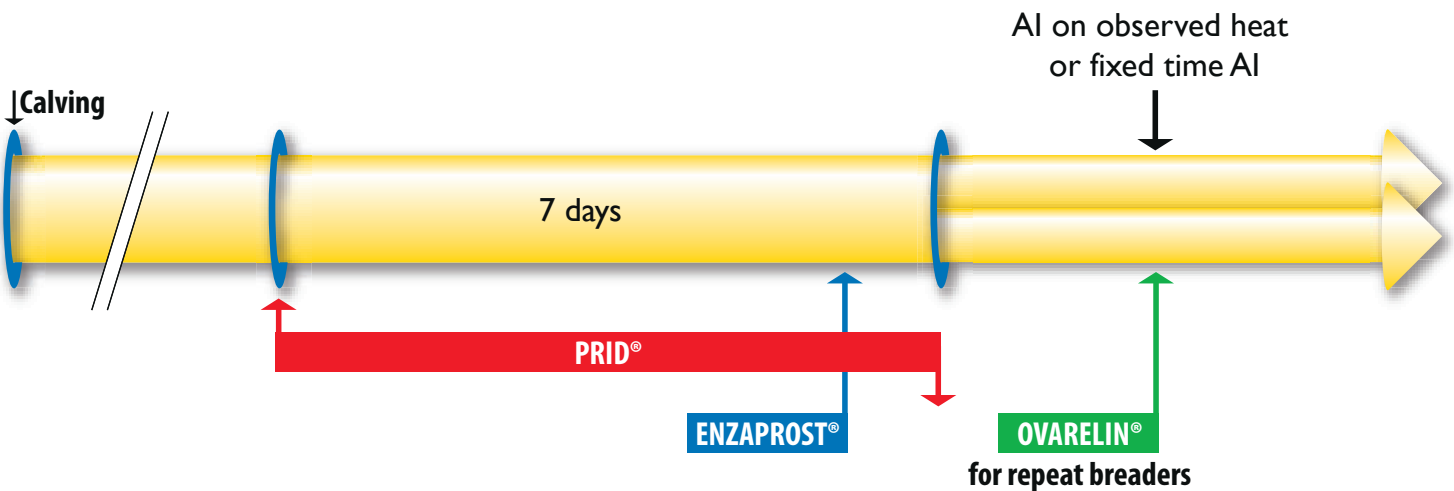 AI on observed heat
or fixed time AI
Calving
7 days
PRID®
ENZAPROST®
OVARELIN®
for repeat breaders